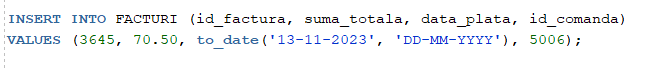 INSERT INTO FACTURI (id_factura, suma_totala, data_plata, id_comanda)
VALUES (3645, 70.50, to_date('13-11-2023', 'DD-MM-YYYY'), 5006);